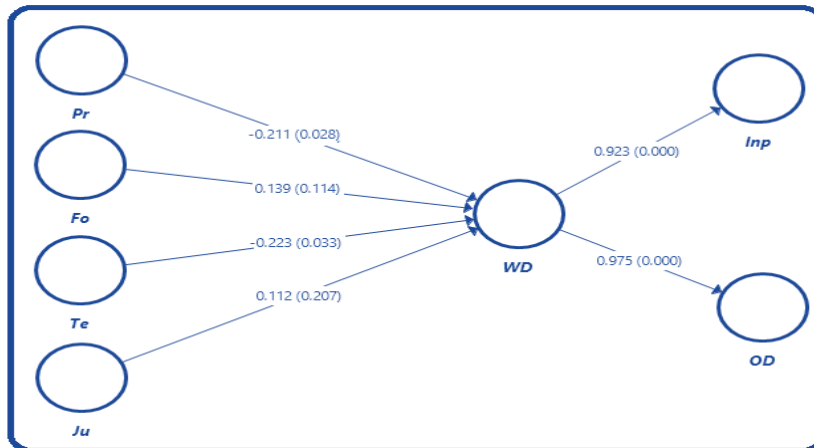 Pr
-0.211 (0.028)
Fo
0.139 (0.114)
Te
-0.223 (0.033)
Ju
0.112 (0.207)
WD
0.923 (0.000)
Inp
0.975 (0.000)
OD